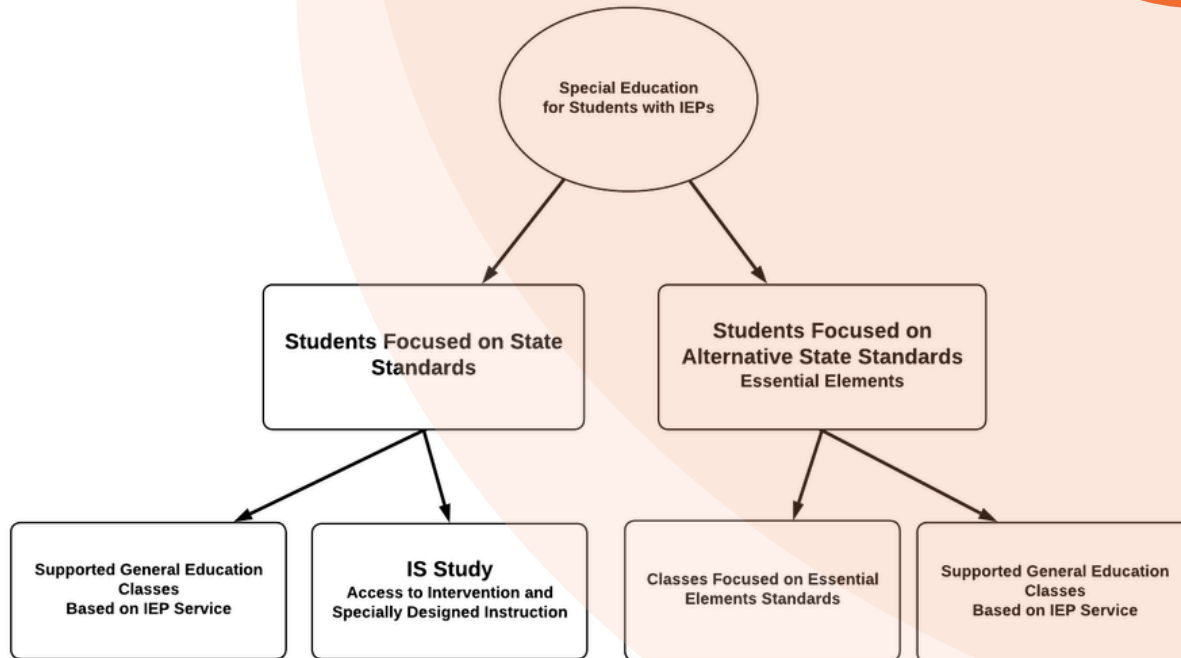 Special Education
for Students with IEPs
Students Focused on State
Standards
Students Focused on
Alternative State Standards
Essential Elements
Supported General Education
Classes
Based on IEP Service
IS Study
Access to Intervention and
Specially Designed Instruction
Classes Focused on Essential
Elements Standards
Supported General Education
Classes
Based on IEP Service